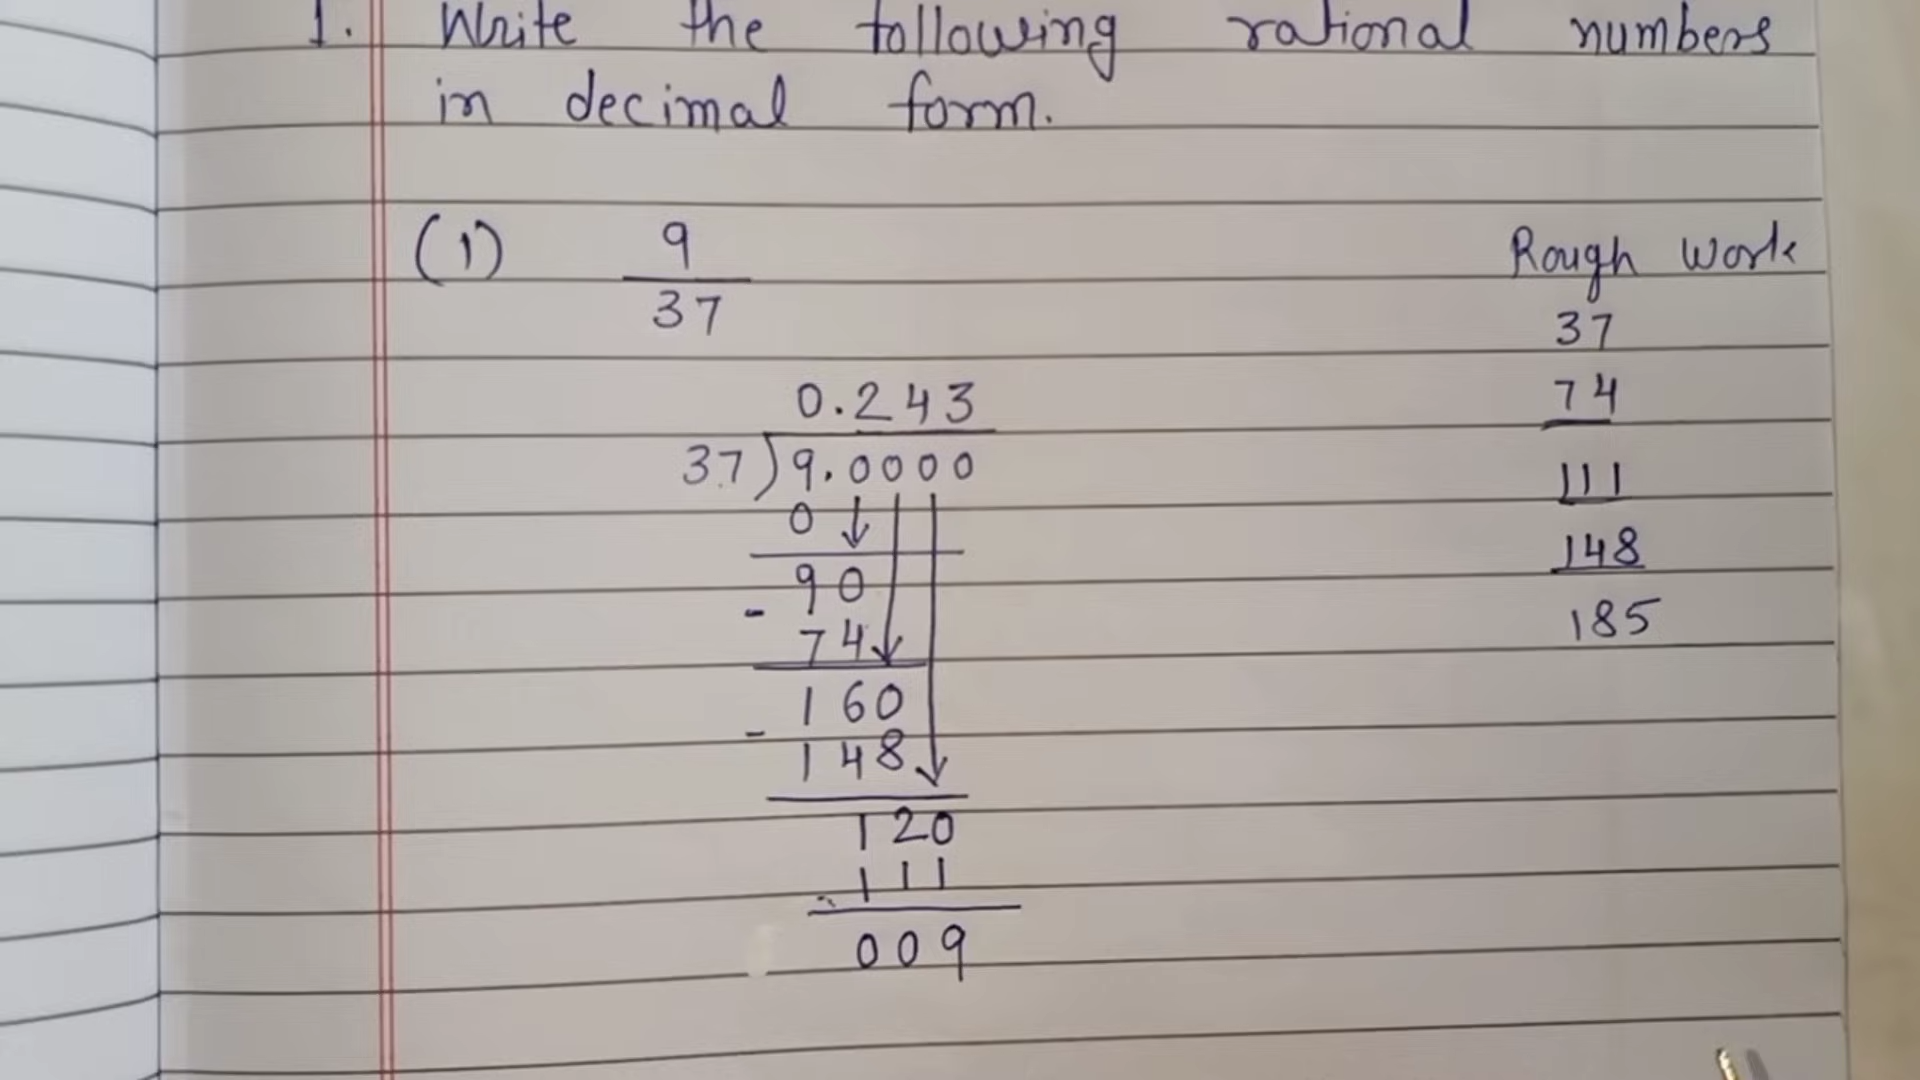 1. Write the following rational numbers
in decimal form.
(1) 9 Rough Work
37 37
0.243 74
37)9.0000 111
0 148
90
- 74 185
160
- 148
120
- 111
009